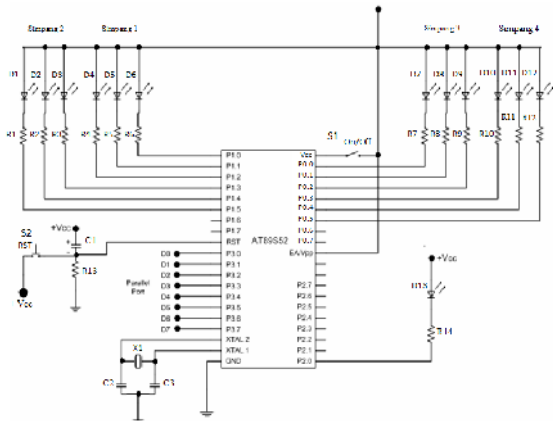 Simpang 2 Simpang 1 Simpang 3 Simpang 4
D1 D2 D3 D4 D5 D6 D7 D8 D9 D10 D11 D12
R1 R2 R3 R4 R5 R6 R7 R8 R9 R10 R11 R12
S1
On/Off
P1.0 Vcc
P1.1 P0.0
P1.2 P0.1
P1.3 P0.2
P1.4 P0.3
P1.5 P0.4
P1.6 P0.5
P1.7 P0.6
RST P0.7
AT89S52
EA/Vpp
S2
RST
+Vcc
C1
R13
Vcc
Parallel
Port
D0 P3.0
D1 P3.1
D2 P3.2 P2.7
D3 P3.3 P2.6
D4 P3.4 P2.5
D5 P3.5 P2.4
D6 P3.6 P2.3
D7 P3.7 P2.2
XTAL 2 P2.1
XTAL 1 P2.0
GND
X1
C2 C3
+Vcc
D13
R14